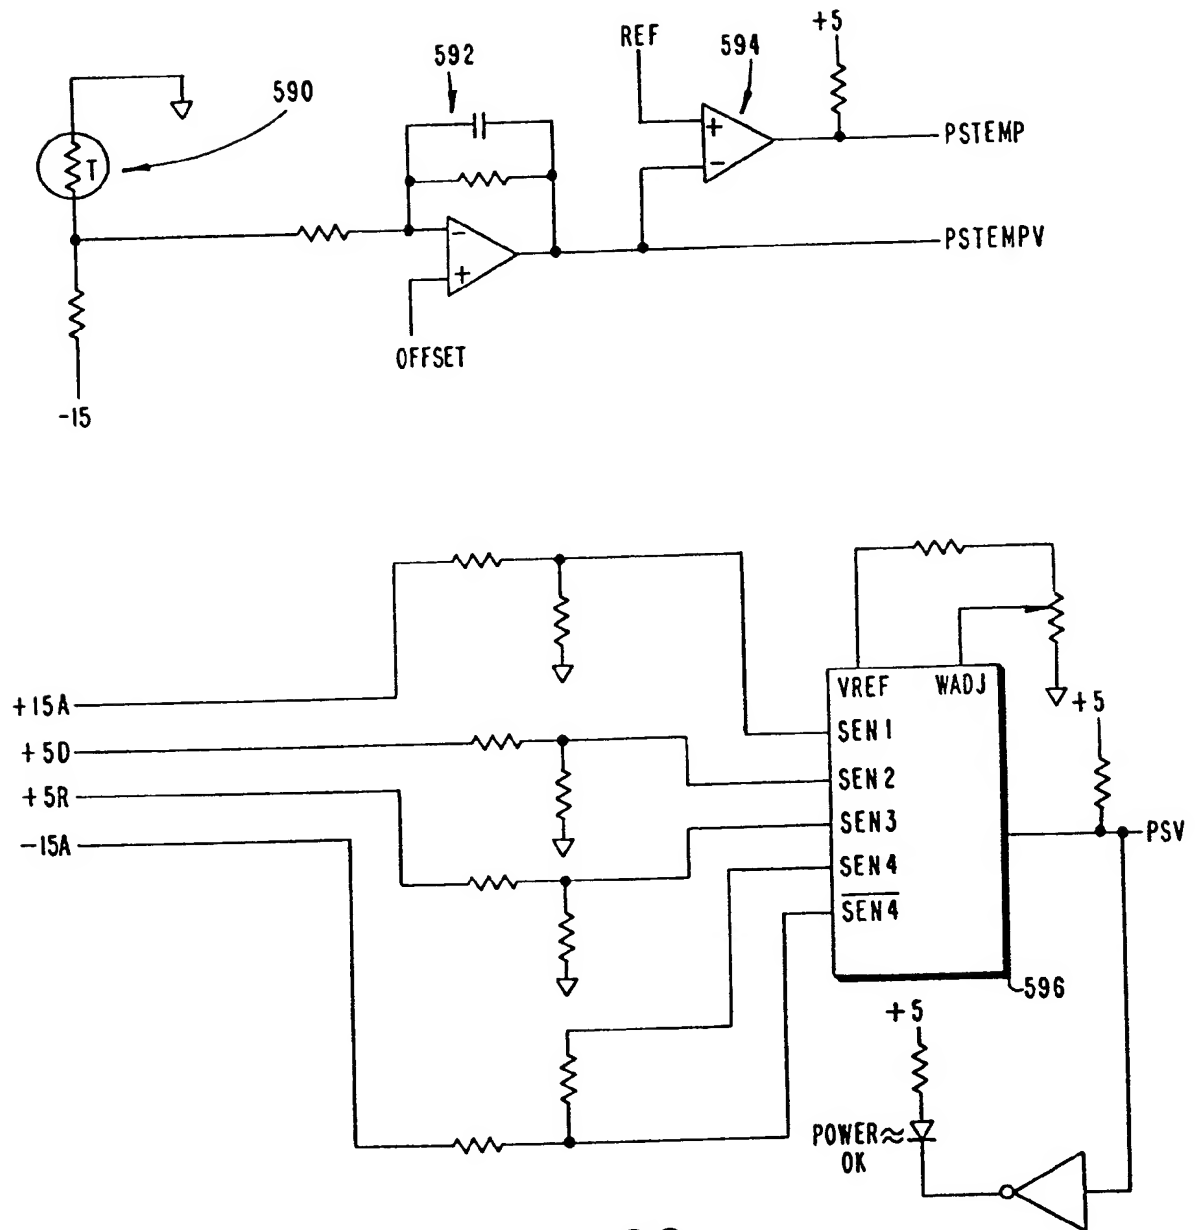 +5
REF
592
594
590
T
+
−
PSTEMP
−
+
PSTEMPV
OFFSET
-15
VREF WADJ
+5
+15A
SEN1
+5D
SEN2
+5R
SEN3
-15A
PSV
SEN4
SEN4
596
+5
POWER
OK